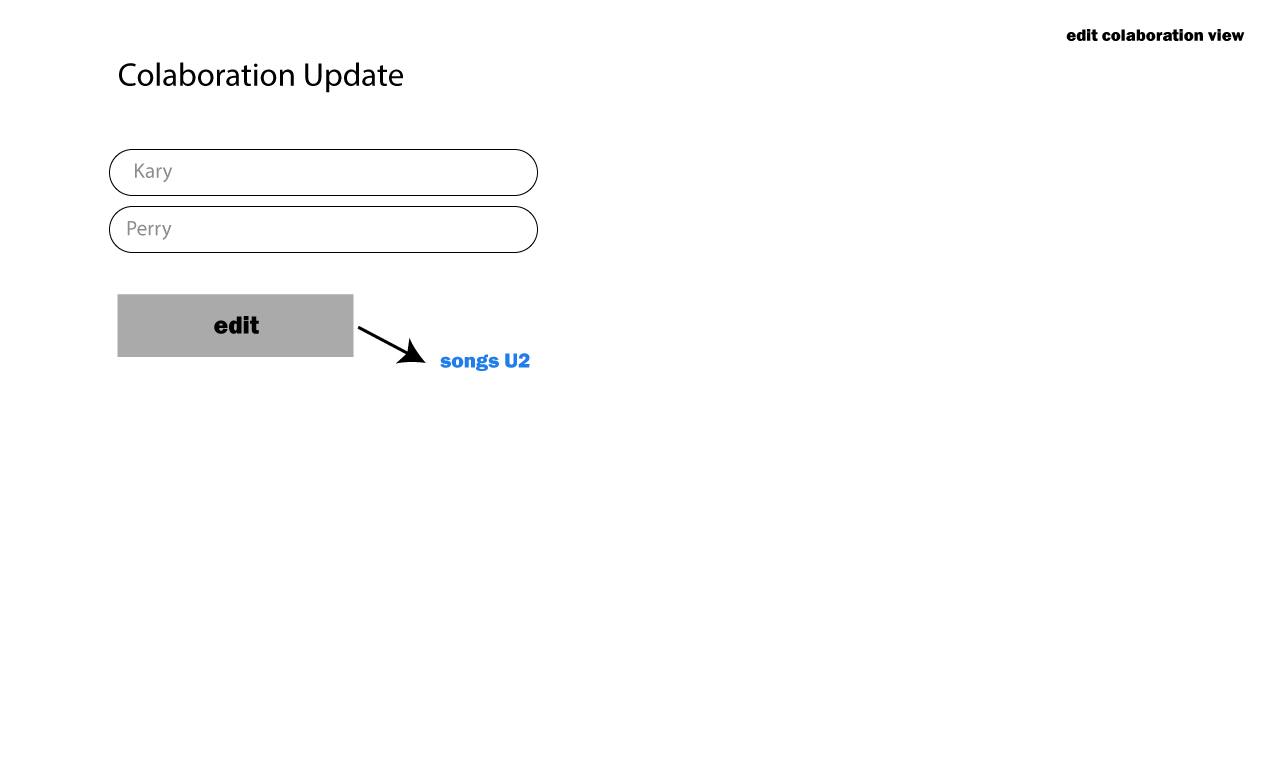 edit colaboration view
Colaboration Update
Kary
Perry
edit
songs U2